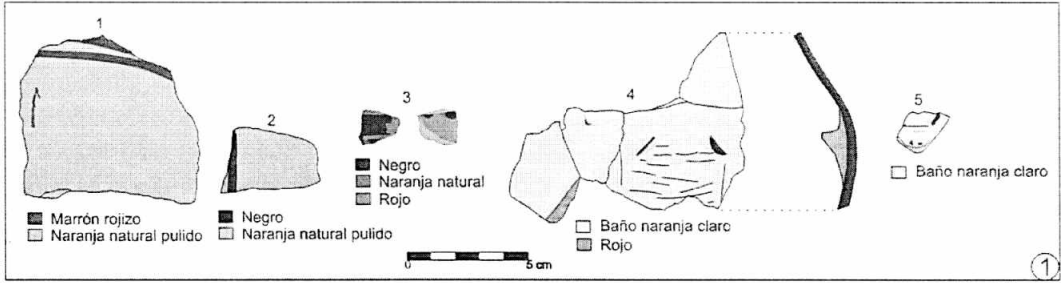 1
Marrón rojizo
Naranja natural pulido
2
Negro
Naranja natural pulido
3
Negro
Naranja natural
Rojo
4
Baño naranja claro
Rojo
5
Baño naranja claro
0
5 cm
1